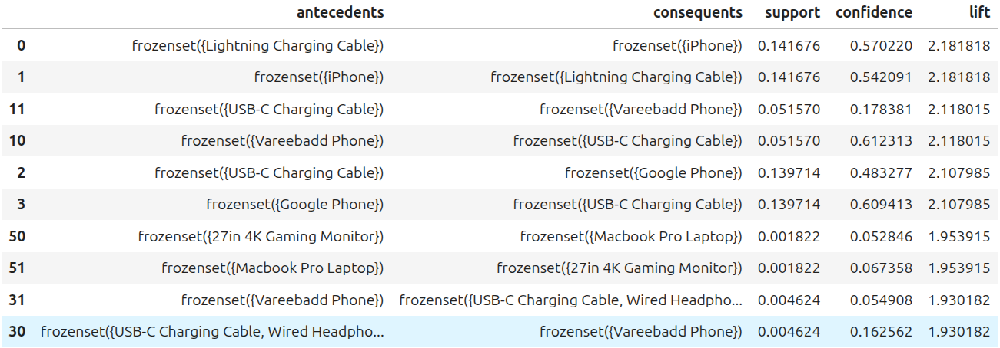 antecedents consequents support confidence lift
0 frozenset({Lightning Charging Cable}) frozenset({iPhone}) 0.141676 0.570220 2.181818
1 frozenset({iPhone}) frozenset({Lightning Charging Cable}) 0.141676 0.542091 2.181818
11 frozenset({USB-C Charging Cable}) frozenset({Vareebadd Phone}) 0.051570 0.178381 2.118015
10 frozenset({Vareebadd Phone}) frozenset({USB-C Charging Cable}) 0.051570 0.612313 2.118015
2 frozenset({USB-C Charging Cable}) frozenset({Google Phone}) 0.139714 0.483277 2.107985
3 frozenset({Google Phone}) frozenset({USB-C Charging Cable}) 0.139714 0.609413 2.107985
50 frozenset({27in 4K Gaming Monitor}) frozenset({Macbook Pro Laptop}) 0.001822 0.052846 1.953915
51 frozenset({Macbook Pro Laptop}) frozenset({27in 4K Gaming Monitor}) 0.001822 0.067358 1.953915
31 frozenset({Vareebadd Phone}) frozenset({USB-C Charging Cable, Wired Headpho... 0.004624 0.054908 1.930182
30 frozenset({USB-C Charging Cable, Wired Headpho... frozenset({Vareebadd Phone}) 0.004624 0.162562 1.930182